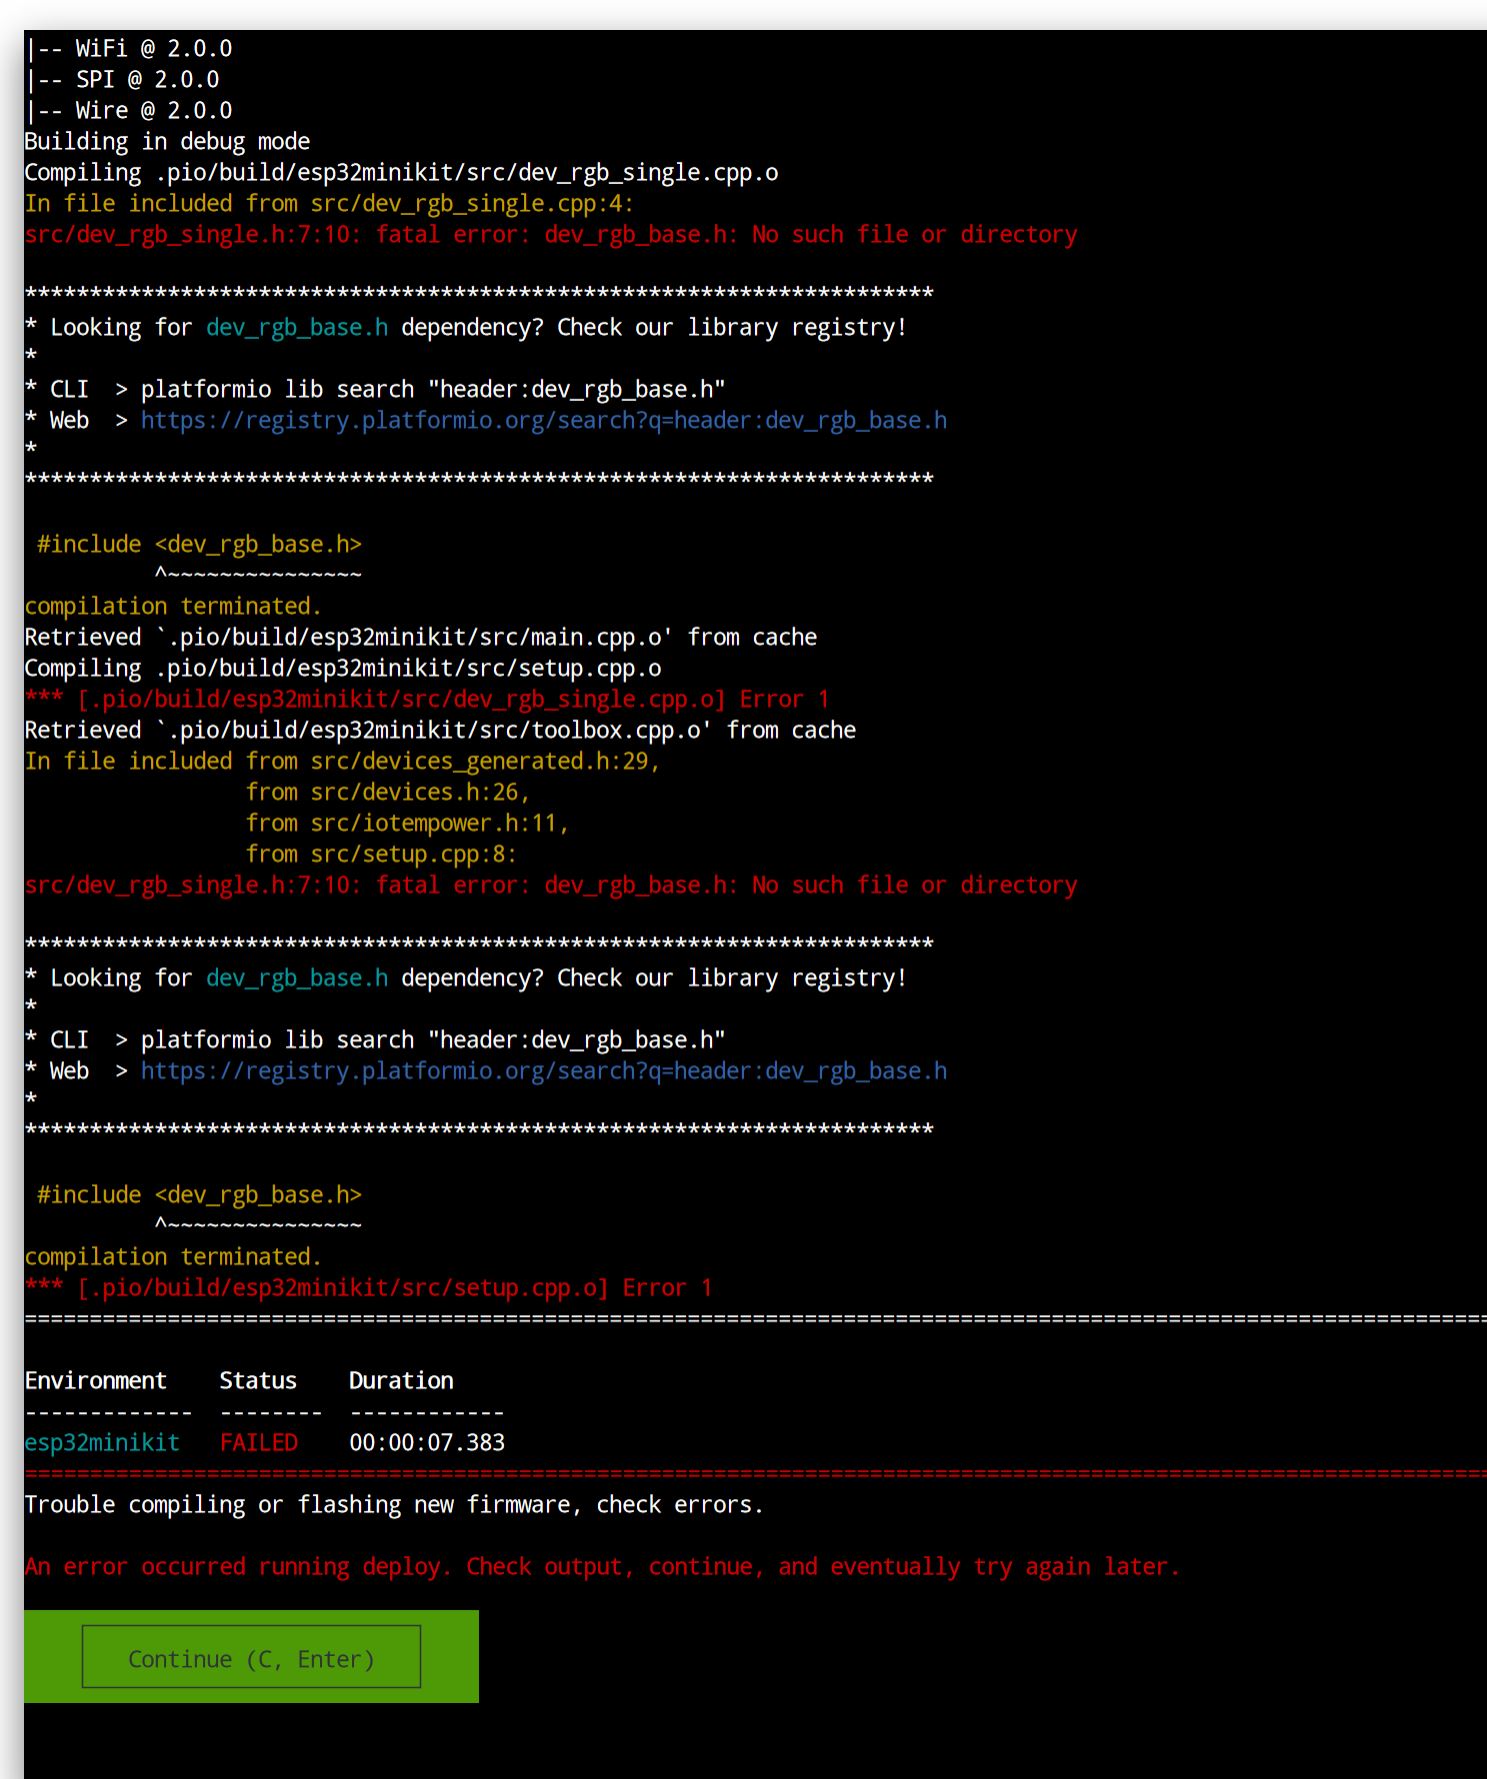 |-- WiFi @ 2.0.0
|-- SPI @ 2.0.0
|-- Wire @ 2.0.0
Building in debug mode
Compiling .pio/build/esp32minikit/src/dev_rgb_single.cpp.o
In file included from src/dev_rgb_single.cpp:4:
src/dev_rgb_single.h:7:10: fatal error: dev_rgb_base.h: No such file or directory
**********************************************************************
* Looking for dev_rgb_base.h dependency? Check our library registry!
*
* CLI  > platformio lib search "header:dev_rgb_base.h"
* Web  > https://registry.platformio.org/search?q=header:dev_rgb_base.h
*
**********************************************************************
 #include <dev_rgb_base.h>
          ^~~~~~~~~~~~~~~~
compilation terminated.
Retrieved `.pio/build/esp32minikit/src/main.cpp.o' from cache
Compiling .pio/build/esp32minikit/src/setup.cpp.o
*** [.pio/build/esp32minikit/src/dev_rgb_single.cpp.o] Error 1
Retrieved `.pio/build/esp32minikit/src/toolbox.cpp.o' from cache
In file included from src/devices_generated.h:29,
                 from src/devices.h:26,
                 from src/iotempower.h:11,
                 from src/setup.cpp:8:
src/dev_rgb_single.h:7:10: fatal error: dev_rgb_base.h: No such file or directory
**********************************************************************
* Looking for dev_rgb_base.h dependency? Check our library registry!
*
* CLI  > platformio lib search "header:dev_rgb_base.h"
* Web  > https://registry.platformio.org/search?q=header:dev_rgb_base.h
*
**********************************************************************
 #include <dev_rgb_base.h>
          ^~~~~~~~~~~~~~~~
compilation terminated.
*** [.pio/build/esp32minikit/src/setup.cpp.o] Error 1
=================================================================================================================
Environment    Status    Duration
-------------  --------  ------------
esp32minikit   FAILED    00:00:07.383
=================================================================================================================
Trouble compiling or flashing new firmware, check errors.
An error occurred running deploy. Check output, continue, and eventually try again later.
Continue (C, Enter)